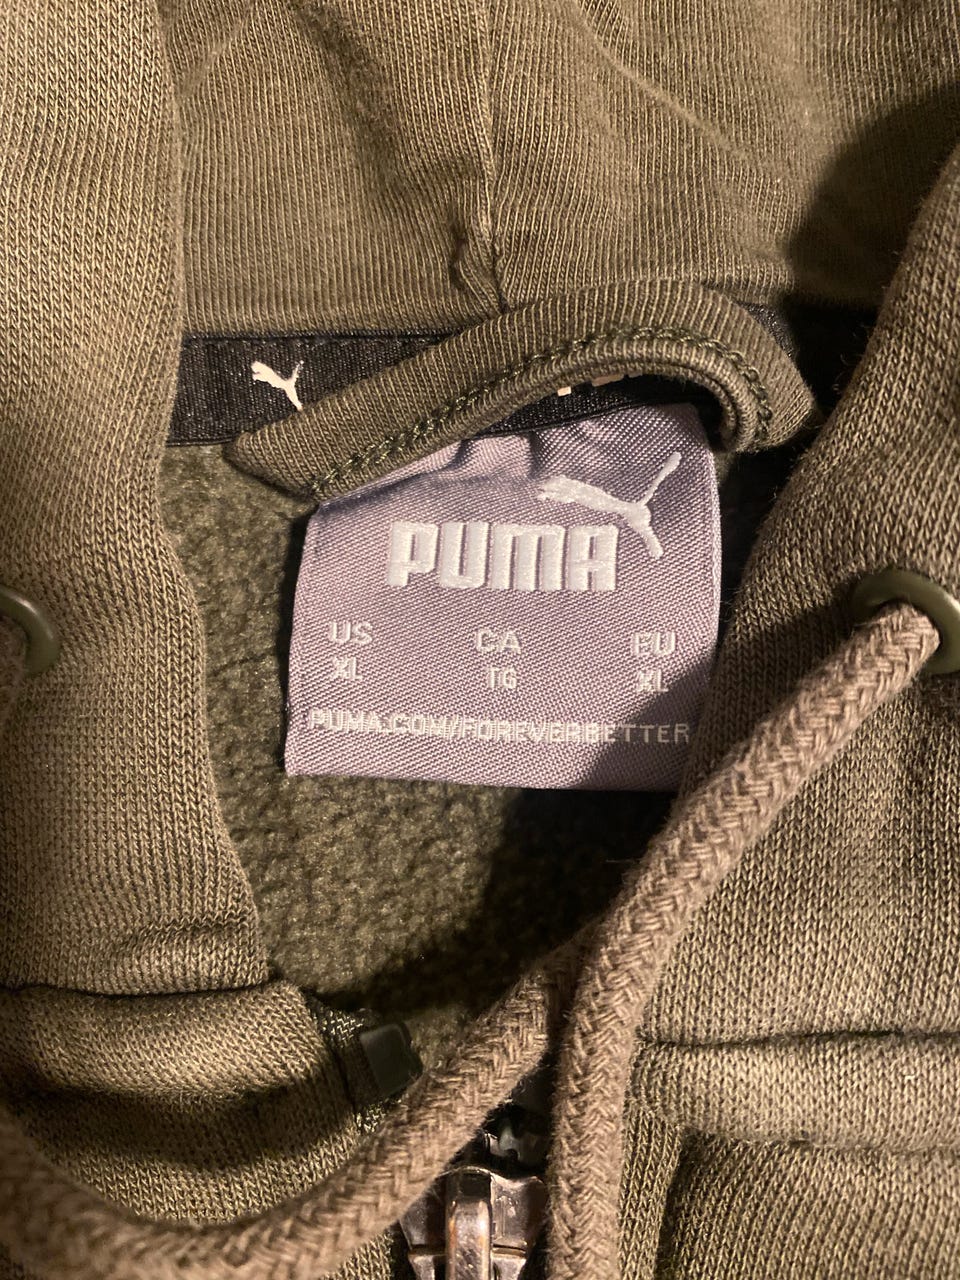 PUMA
US CA EU
XL TG XL
PUMA.COM/FOREVERBETTER